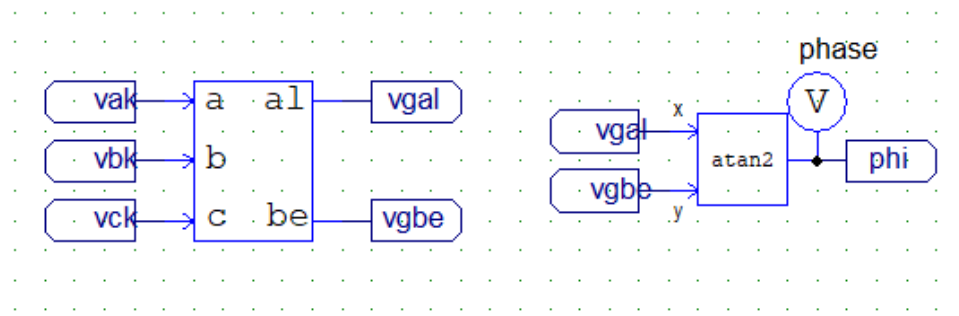 phase
vak a al vgal
V
vbk b
vgal x
atan2 phi
vgbe y
vck c be vgbe